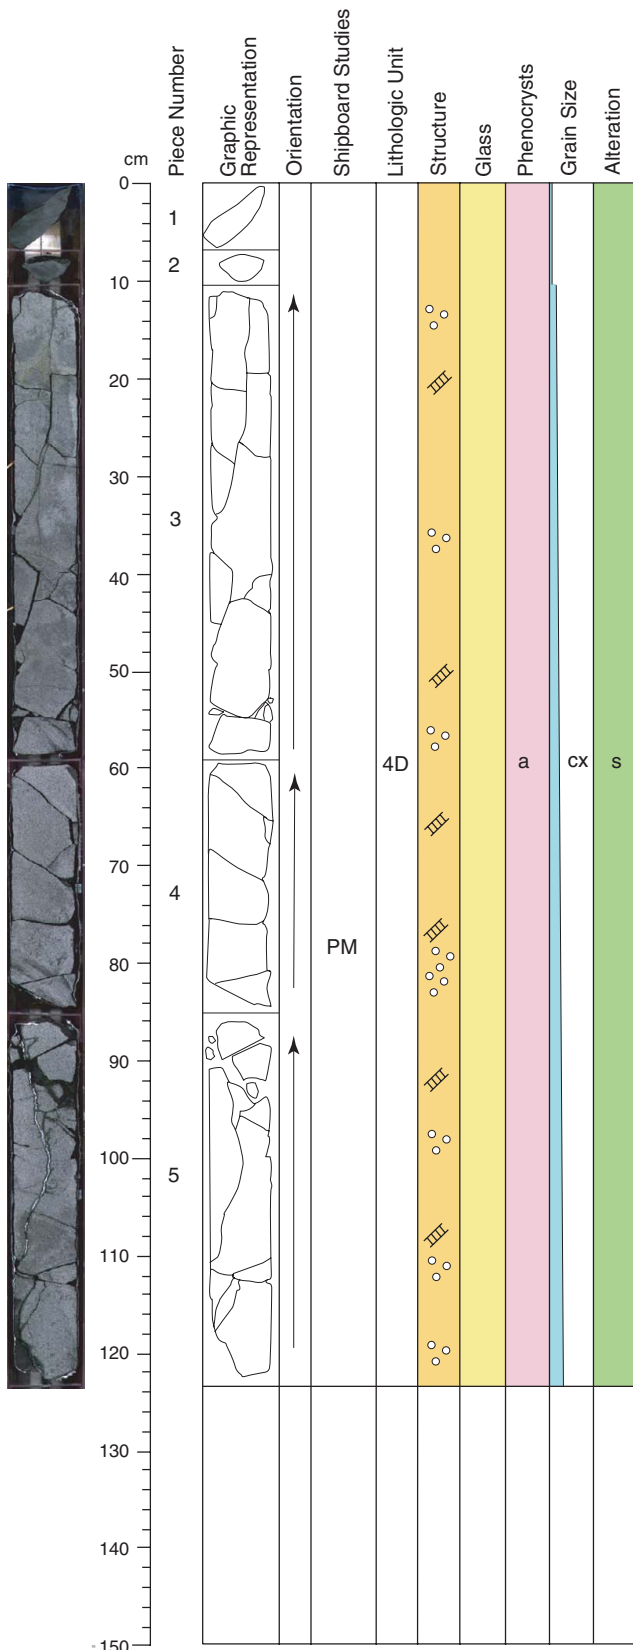 cm
Piece Number
Graphic
Representation
Orientation
Shipboard Studies
Lithologic Unit
Structure
Glass
Phenocrysts
Grain Size
Alteration
0
1
2
10
20
30
3
40
50
60
4D
a
cx
s
70
4
PM
80
90
100
5
110
120
130
140
150